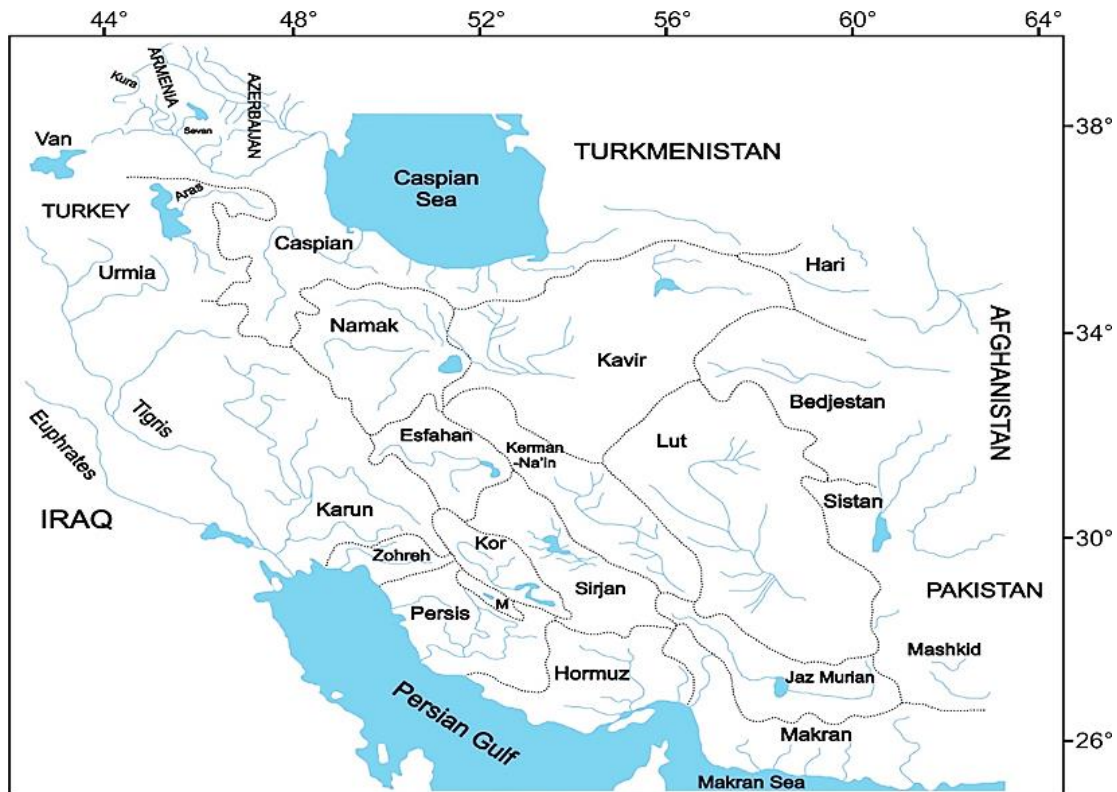 44° 48° 52° 56° 60° 64°
Kura
ARMENIA
AZERBAIJAN
Sevan
38°
Van
TURKMENISTAN
Caspian
Sea
Aras
TURKEY
Caspian
Urmia
Hari
Namak
34°
Kavir
AFGHANISTAN
Bedjestan
Tigris
Euphrates
Esfahan
Kerman
-Na'in
Lut
Sistan
IRAQ
Karun
Kor
30°
Zohreh
Sirjan
PAKISTAN
M
Persis
Mashkid
Hormuz
Jaz Murian
Persian Gulf
Makran
26°
Makran Sea